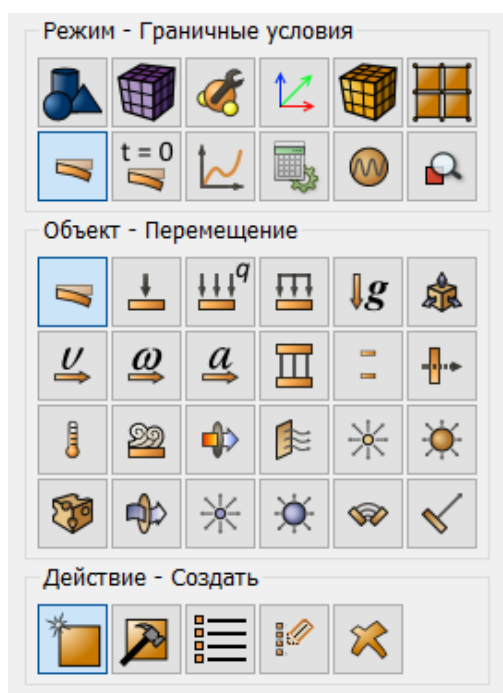 Режим - Граничные условия
t = 0
Объект - Перемещение
q
g
υ ω a
Действие - Создать